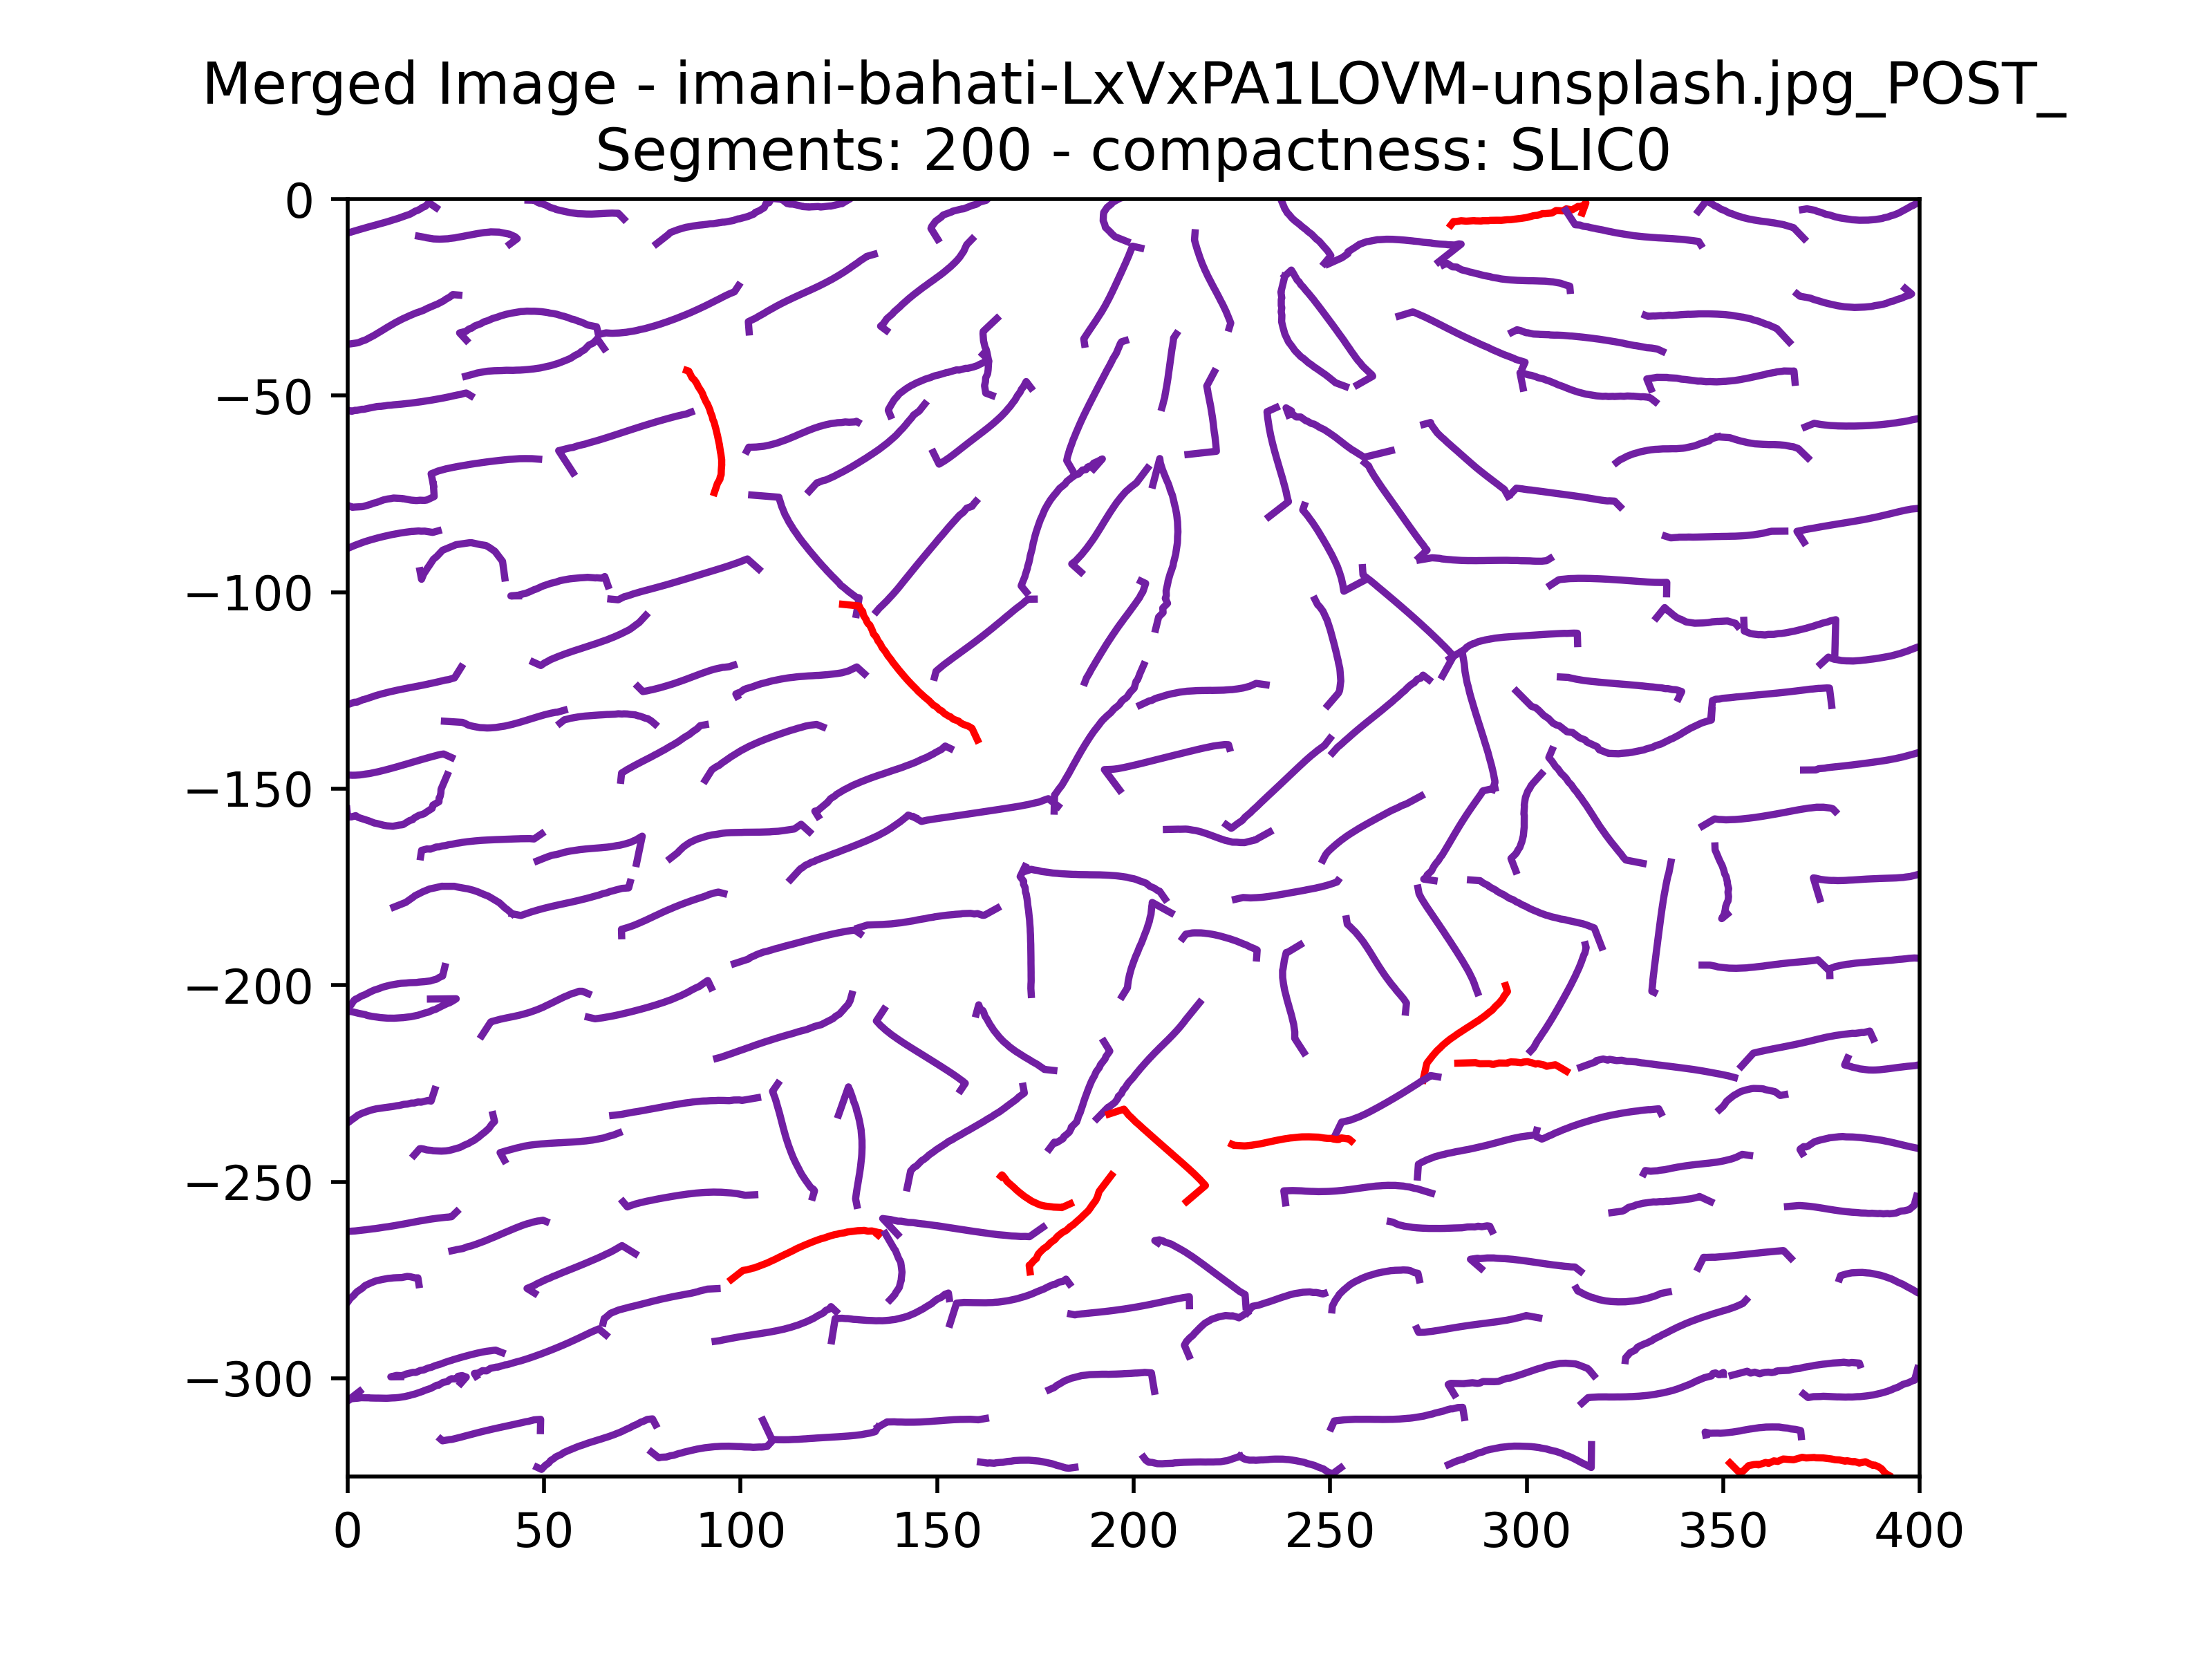 Merged Image - imani-bahati-LxVxPA1LOVM-unsplash.jpg_POST_
Segments: 200 - compactness: SLIC0
0
−50
−100
−150
−200
−250
−300
0 50 100 150 200 250 300 350 400